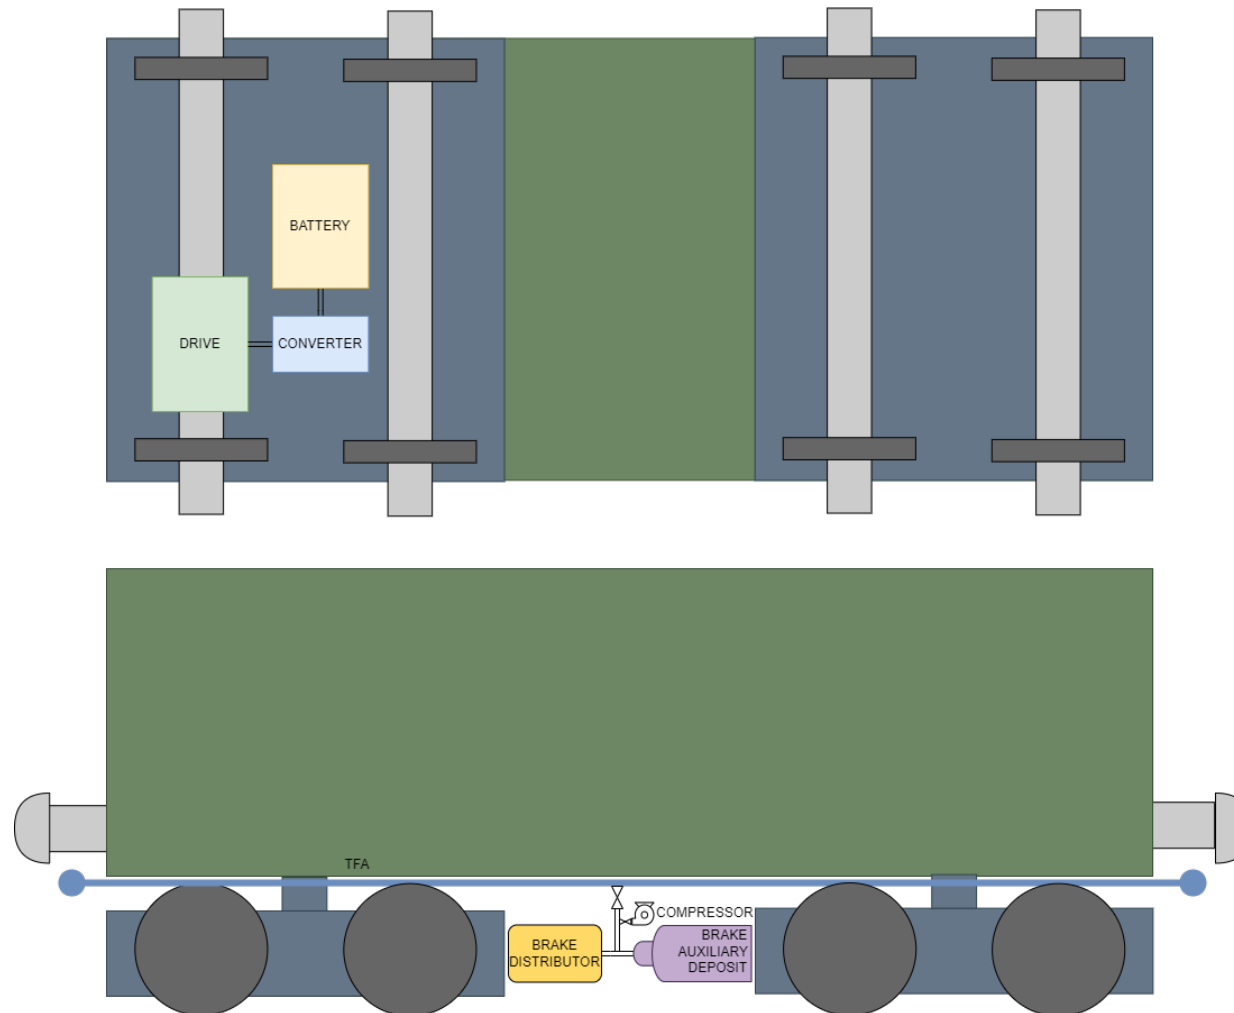 BATTERY
DRIVE
CONVERTER
TFA
COMPRESSOR
BRAKE
DISTRIBUTOR
BRAKE
AUXILIARY
DEPOSIT